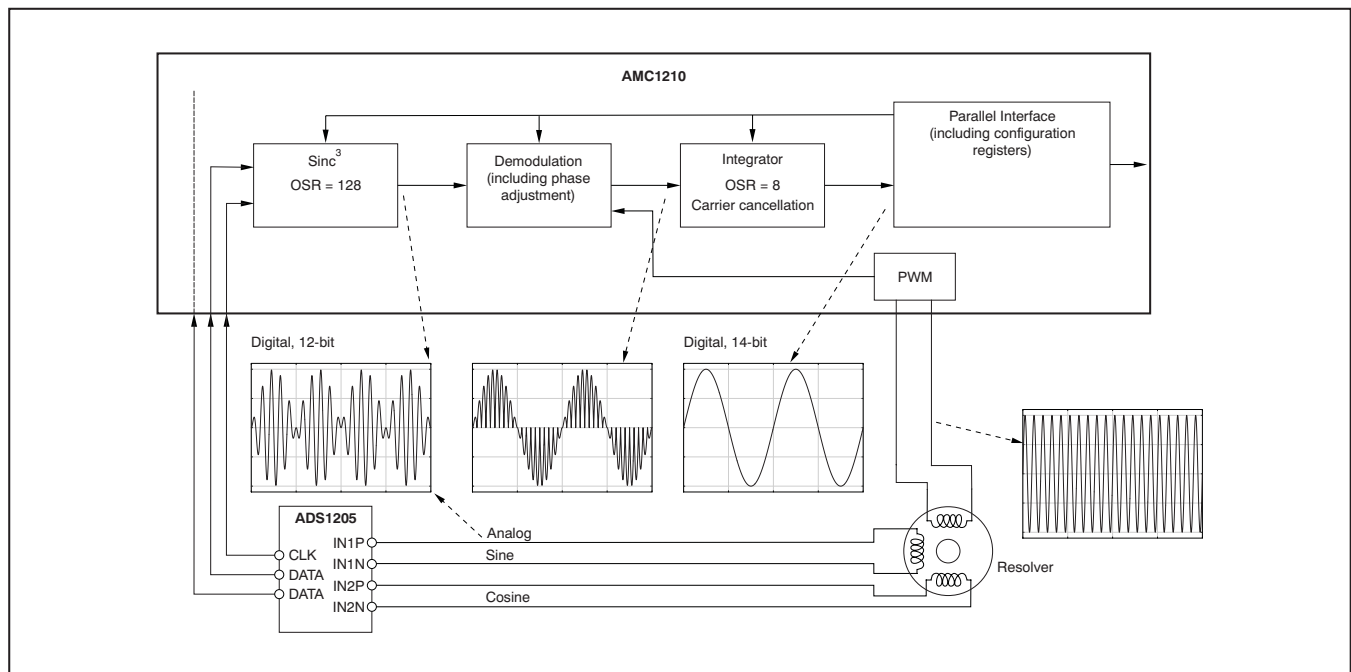 AMC1210
Sinc3
OSR = 128
Demodulation
(including phase
adjustment)
Integrator
OSR = 8
Carrier cancellation
Parallel Interface
(including configuration
registers)
PWM
Digital, 12-bit
Digital, 14-bit
ADS1205
CLK
DATA
DATA
IN1P
IN1N
IN2P
IN2N
Analog
Sine
Cosine
Resolver